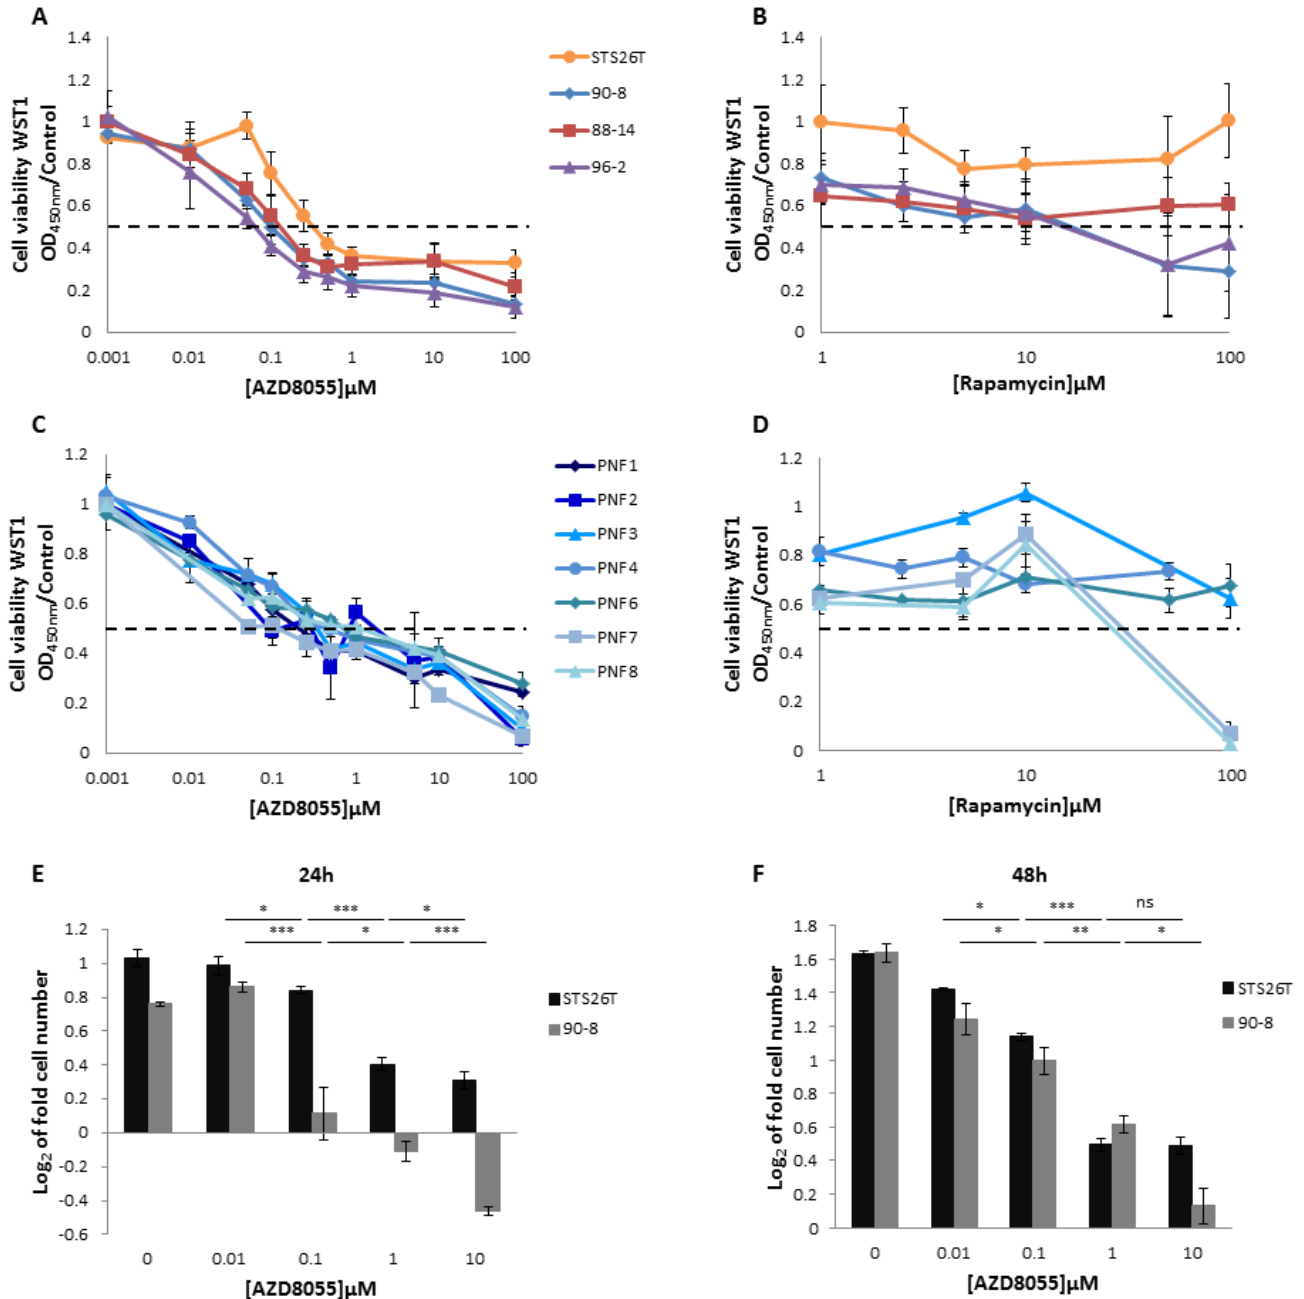 A
Cell viability WST1
OD450nm/Control
1.4
1.2
1
0.8
0.6
0.4
0.2
0
0.001 0.01 0.1 1 10 100
[AZD8055]μM
STS26T
90-8
88-14
96-2
B
Cell viability WST1
OD450nm/Control
1.4
1.2
1
0.8
0.6
0.4
0.2
0
1 10 100
[Rapamycin]μM
C
Cell viability WST1
OD450nm/Control
1.2
1
0.8
0.6
0.4
0.2
0
0.001 0.01 0.1 1 10 100
[AZD8055]μM
PNF1
PNF2
PNF3
PNF4
PNF6
PNF7
PNF8
D
Cell viability WST1
OD450nm/Control
1.2
1
0.8
0.6
0.4
0.2
0
1 10 100
[Rapamycin]μM
E
24h
* *** *
*** * ***
Log2 of fold cell number
1.2
1
0.8
0.6
0.4
0.2
0
-0.2
-0.4
-0.6
0 0.01 0.1 1 10
[AZD8055]μM
STS26T
90-8
F
48h
* *** ns
* ** *
Log2 of fold cell number
1.8
1.6
1.4
1.2
1
0.8
0.6
0.4
0.2
0
0 0.01 0.1 1 10
[AZD8055]μM
STS26T
90-8